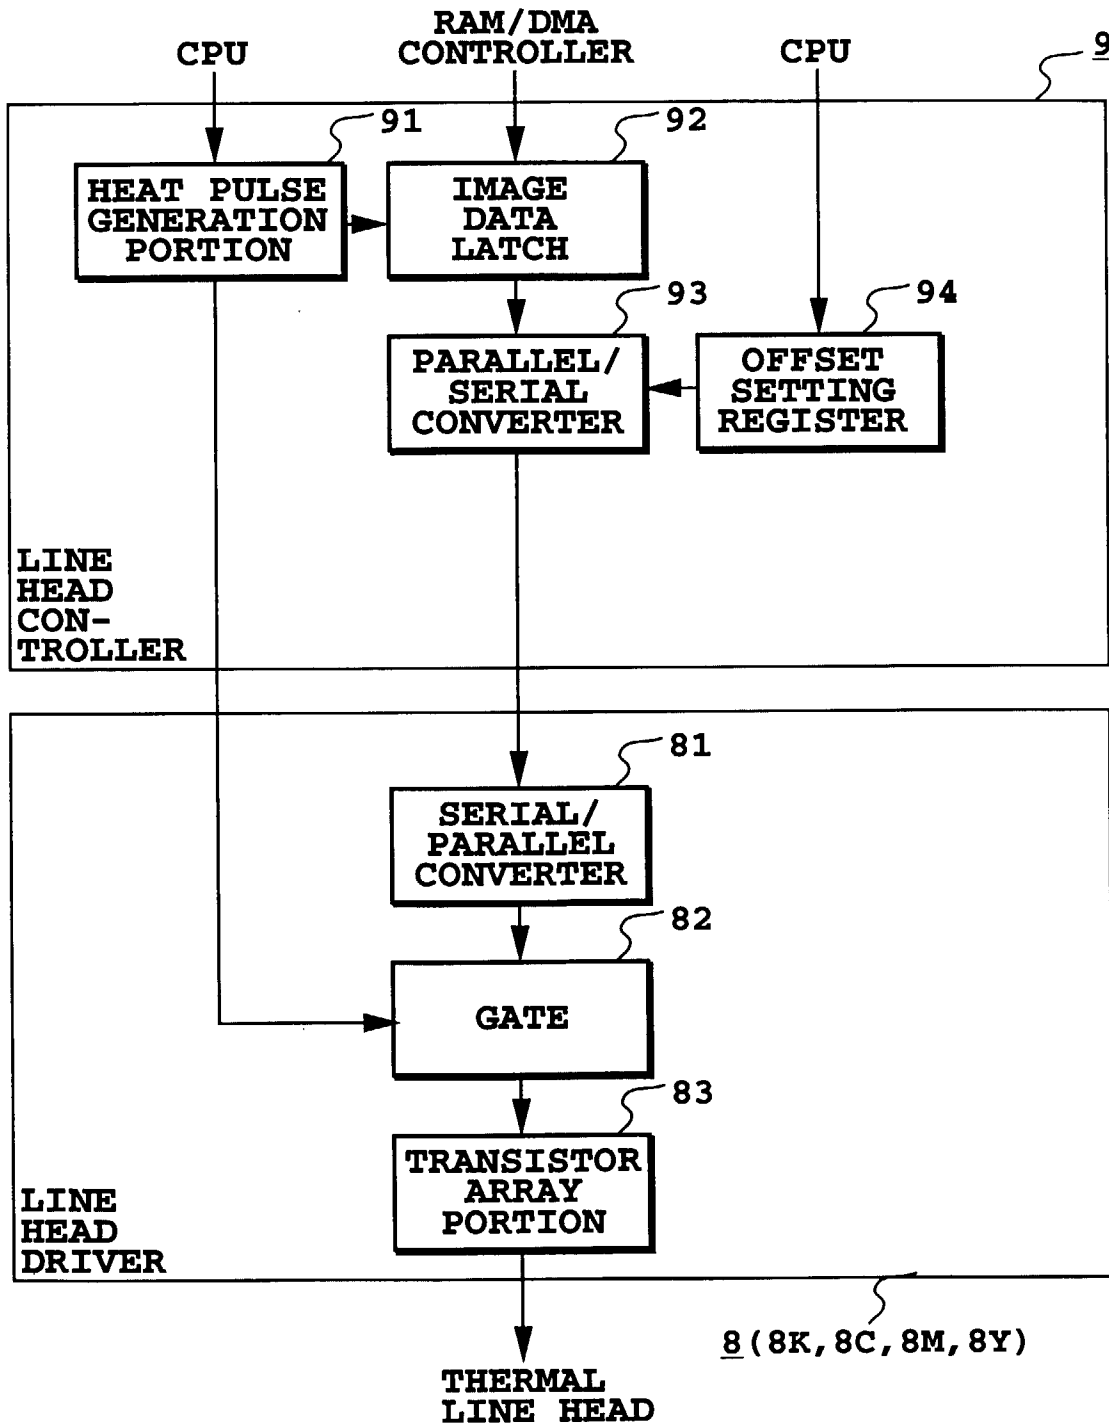 RAM/DMA
CONTROLLER
CPU
CPU
9
91
92
HEAT PULSE
GENERATION
PORTION
IMAGE
DATA
LATCH
93
94
PARALLEL/
SERIAL
CONVERTER
OFFSET
SETTING
REGISTER
LINE
HEAD
CON-
TROLLER
81
SERIAL/
PARALLEL
CONVERTER
82
GATE
83
TRANSISTOR
ARRAY
PORTION
LINE
HEAD
DRIVER
8(8K,8C,8M,8Y)
THERMAL
LINE HEAD